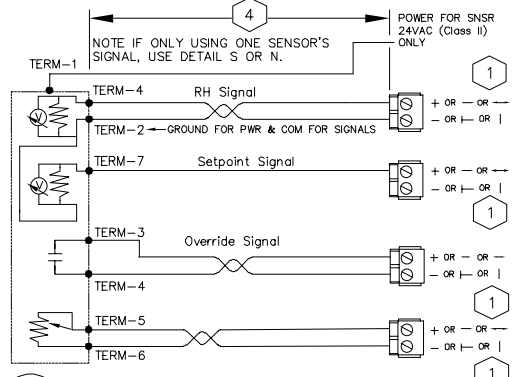 4
POWER FOR SNSR
24VAC (Class II)
ONLY
NOTE IF ONLY USING ONE SENSOR'S
SIGNAL, USE DETAIL S OR N.
TERM-1
1
TERM-4
RH Signal
+ OR - OR
V
TERM-2
GROUND FOR PWR & COM FOR SIGNALS
- OR OR
TERM-7
Setpoint Signal
+ OR - OR
V
- OR OR
1
TERM-3
Override Signal
+ OR - OR -
- OR OR
TERM-4
1
TERM-5
+ OR - OR
- OR OR
TERM-6
1